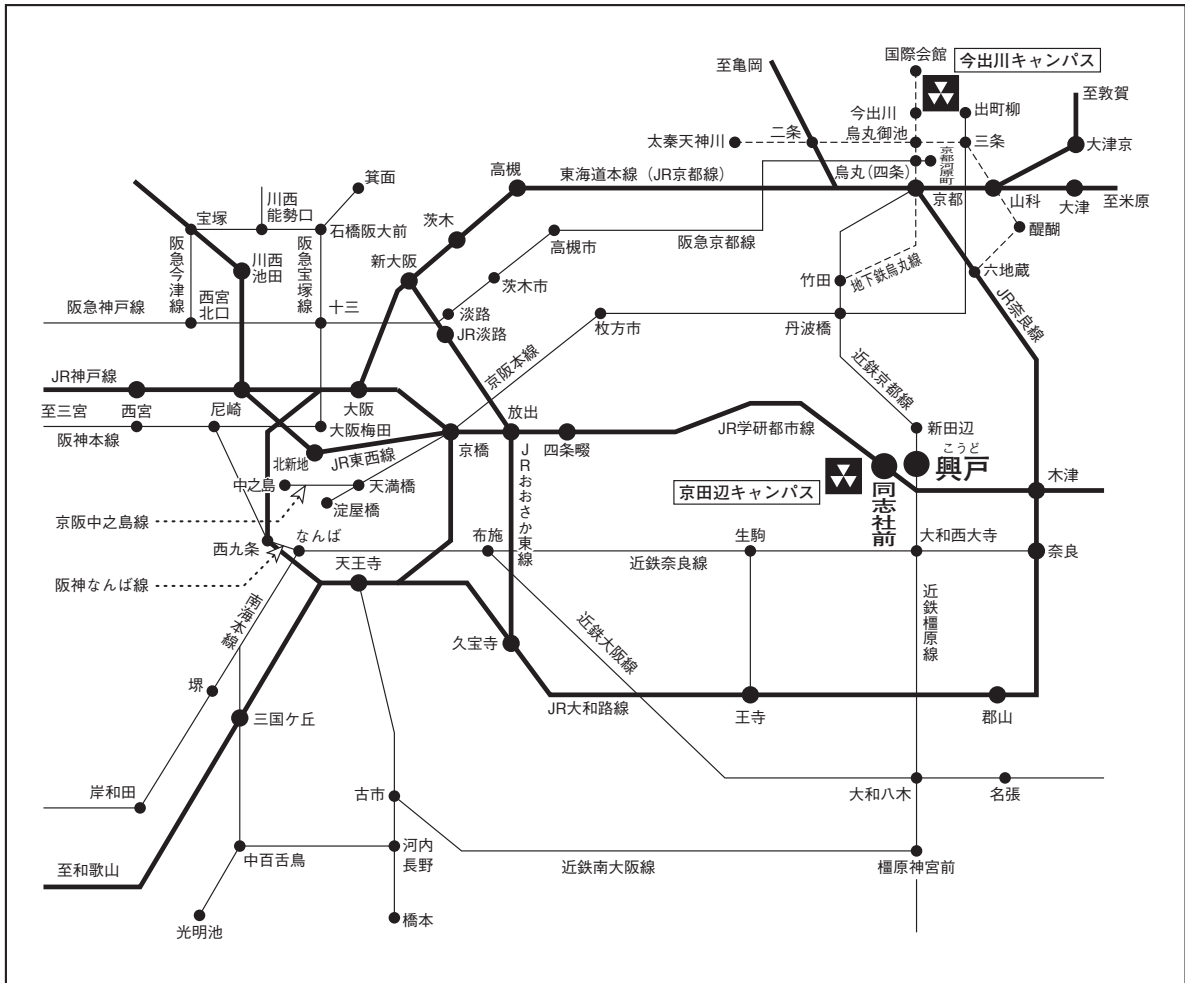 国際会館
今出川キャンパス
至亀岡
至敦賀
今出川
出町柳
太秦天神川
二条
烏丸御池
三条
大津京
京都河原町
高槻
東海道本線（JR京都線）
烏丸(四条)
京都
山科
大津
至米原
箕面
宝塚
川西
能勢口
石橋阪大前
茨木
高槻市
阪急京都線
醍醐
阪急今津線
川西
池田
阪急宝塚線
新大阪
茨木市
竹田
地下鉄烏丸線
六地蔵
JR奈良線
阪急神戸線
西宮
北口
十三
淡路
JR淡路
枚方市
丹波橋
京阪本線
近鉄京都線
JR神戸線
至三宮
西宮
尼崎
大阪
放出
新田辺
阪神本線
大阪梅田
京橋
四条畷
JR学研都市線
こうど
興戸
北新地
JR東西線
JRおおさか東線
京田辺キャンパス
同志社前
木津
中之島
天満橋
淀屋橋
京阪中之島線
西九条
なんば
布施
生駒
大和西大寺
近鉄奈良線
奈良
阪神なんば線
天王寺
南海本線
近鉄大阪線
近鉄橿原線
久宝寺
堺
JR大和路線
王寺
郡山
三国ケ丘
岸和田
古市
大和八木
名張
至和歌山
中百舌鳥
河内
長野
近鉄南大阪線
橿原神宮前
光明池
橋本